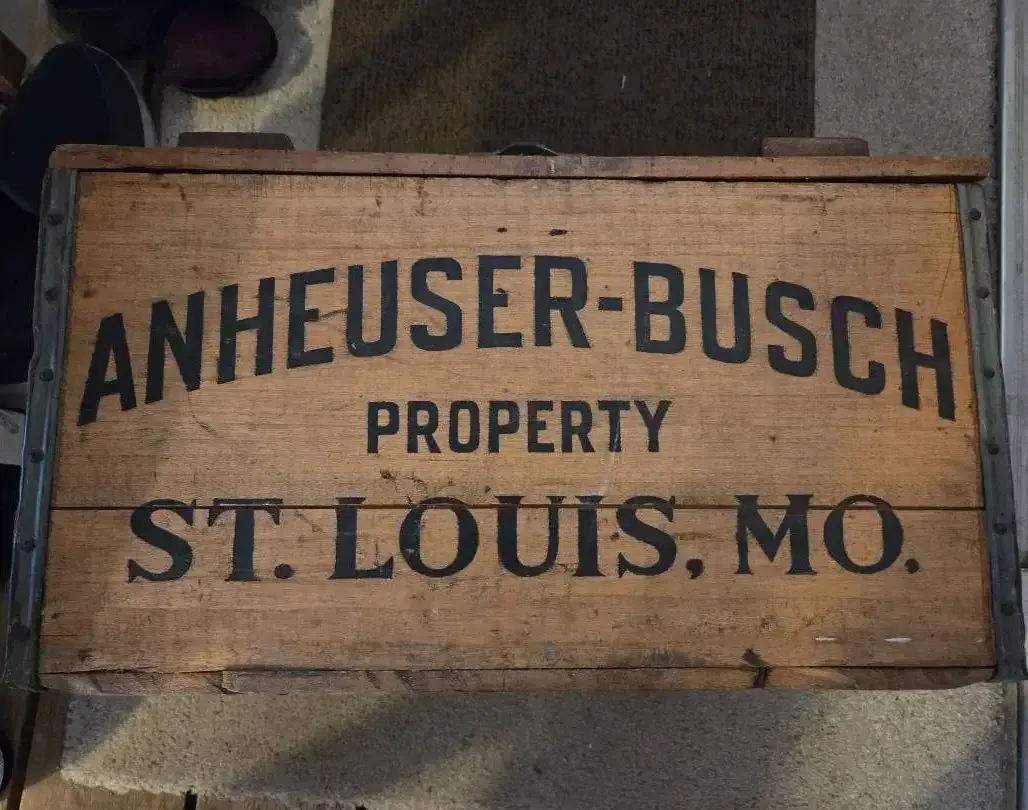 ANHEUSER-BUSCH
PROPERTY
ST. LOUIS, MO.